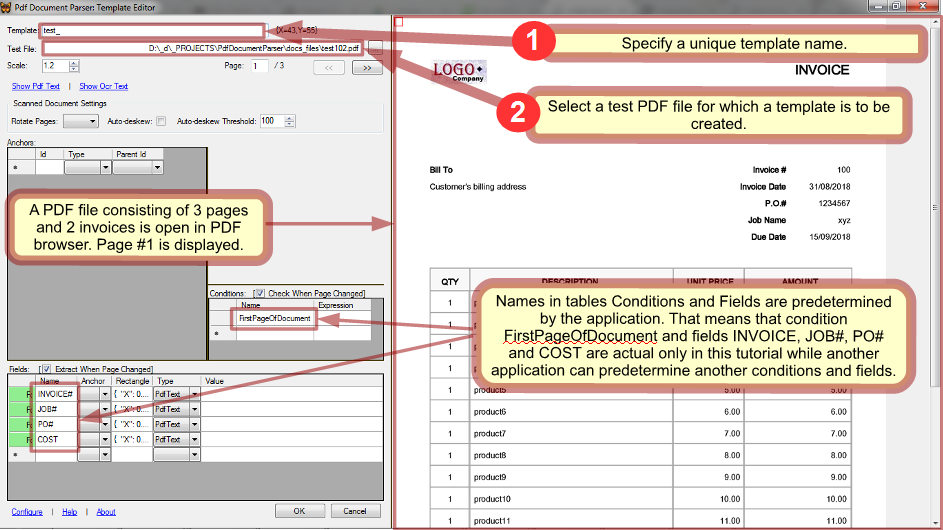 Pdf Document Parser: Template Editor
Template: test_ {X=43,Y=55}
Test File: D:\_d\_PROJECTS\PdfDocumentParser\docs_files\test102.pdf
Scale: 1.2 Page: 1 / 3 << >>
Show Pdf Text | Show Ocr Text
Scanned Document Settings
Rotate Pages: Auto-deskew: Auto-deskew Threshold: 100
Anchors:
Id Type Parent Id
*
A PDF file consisting of 3 pages
and 2 invoices is open in PDF
browser. Page #1 is displayed.
Conditions: [ Check When Page Changed]
Name Expression
FirstPageOfDocument
*
Fields: [ Extract When Page Changed]
Name Anchor Rectangle Type Value
INVOICE# { "X": 0.... PdfText
JOB# { "X": 0.... PdfText
PO# { "X": 0.... PdfText
COST { "X": 0.... PdfText
*
Configure | Help | About
OK Cancel
1
Specify a unique template name.
2
Select a test PDF file for which a template is to be
created.
LOGO
Company
INVOICE
Bill To
Customer's billing address
Invoice # 100
Invoice Date 31/08/2018
P.O.# 1234567
Job Name xyz
Due Date 15/09/2018
QTY DESCRIPTION UNIT PRICE AMOUNT
1
1
1
1
Names in tables Conditions and Fields are predetermined
by the application. That means that condition
FirstPageOfDocument and fields INVOICE, JOB#, PO#
and COST are actual only in this tutorial while another
application can predetermine another conditions and fields.
1 product5 5.00 5.00
1 product6 6.00 6.00
1 product7 7.00 7.00
1 product8 8.00 8.00
1 product9 9.00 9.00
1 product10 10.00 10.00
1 product11 11.00 11.00